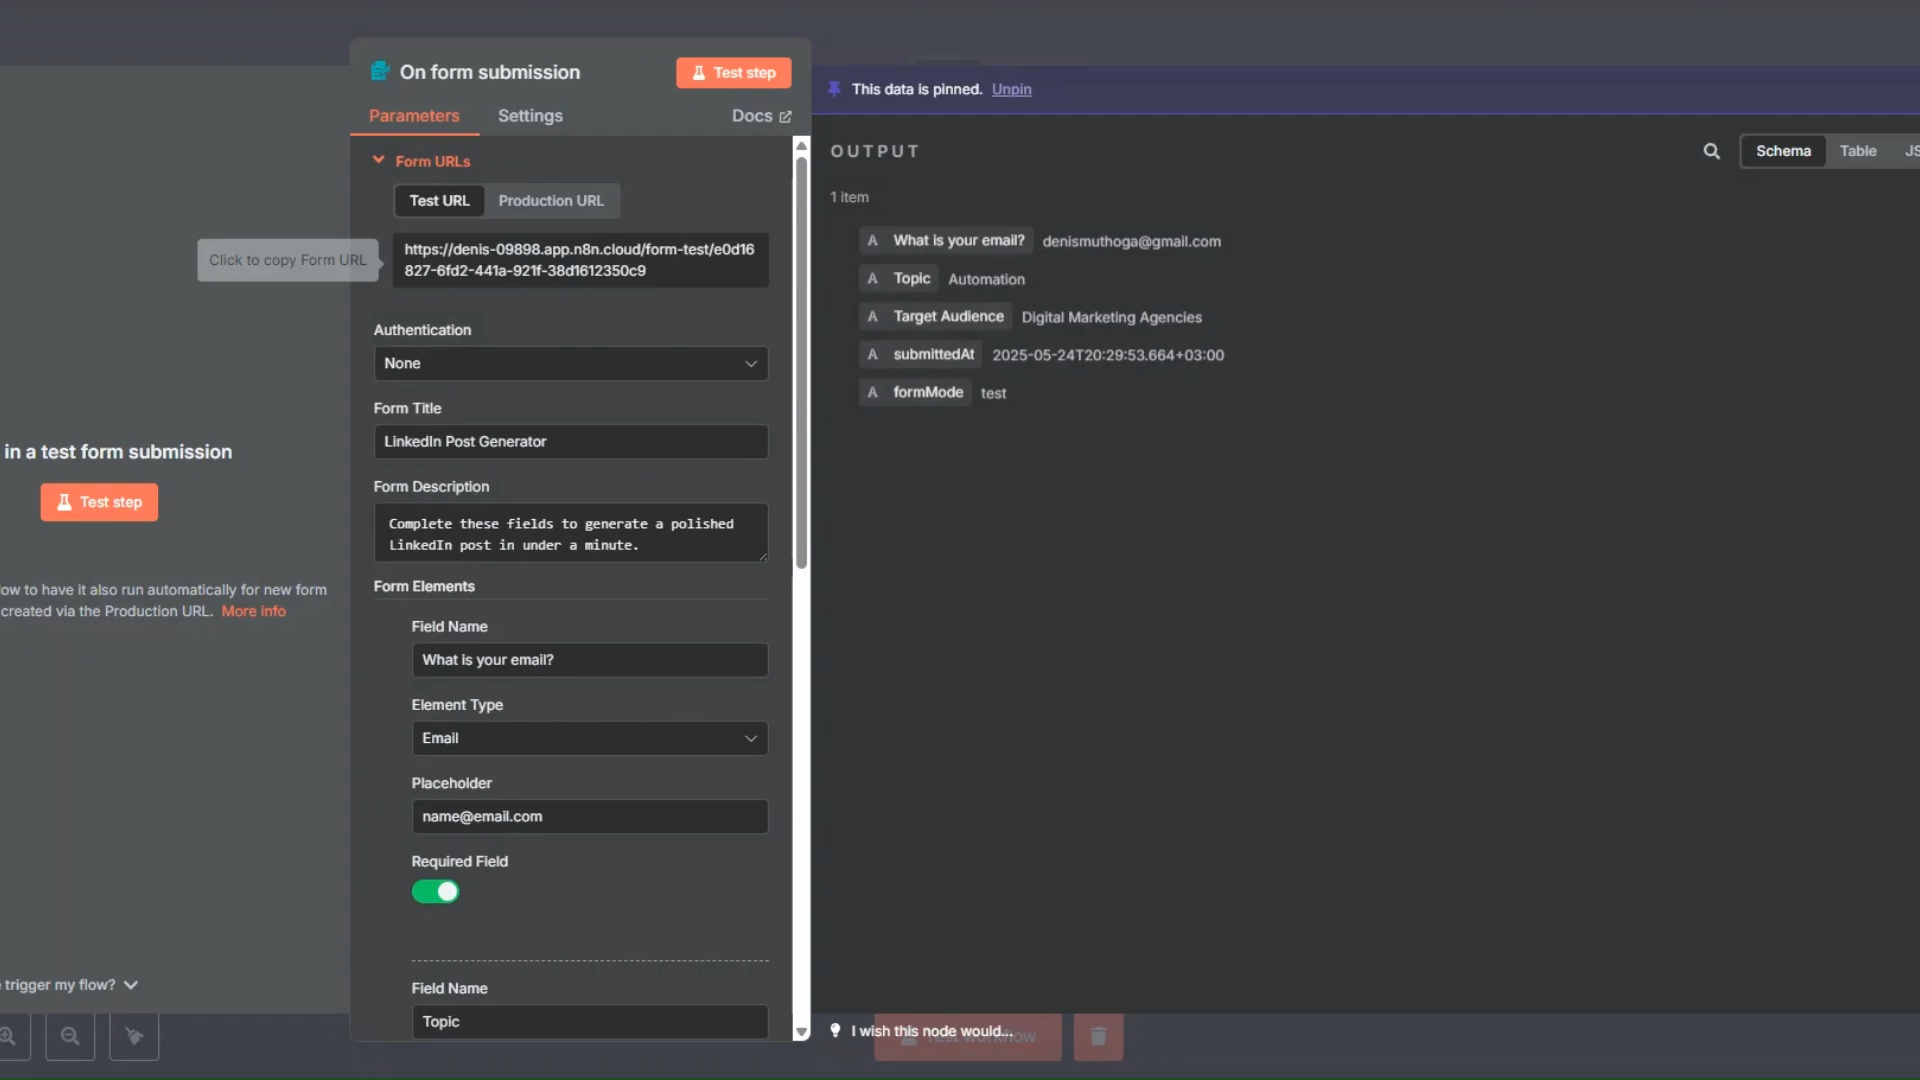 On form submission
Test step
Parameters
Settings
Docs
Form URLs
Test URL
Production URL
https://denis-09898.app.n8n.cloud/form-test/e0d16
827-6fd2-441a-921f-38d1612350c9
Click to copy Form URL
Authentication
None
Form Title
LinkedIn Post Generator
Form Description
Complete these fields to generate a polished
LinkedIn post in under a minute.
Form Elements
Field Name
What is your email?
Element Type
Email
Placeholder
name@email.com
Required Field
Field Name
Topic
in a test form submission
Test step
to have it also run automatically for new form
created via the Production URL. More info
trigger my flow?
This data is pinned. Unpin
OUTPUT
Schema
Table
1 item
A What is your email? denismuthoga@gmail.com
A Topic Automation
A Target Audience Digital Marketing Agencies
A submittedAt 2025-05-24T20:29:53.664+03:00
A formMode test
I wish this node would...
Test workflow